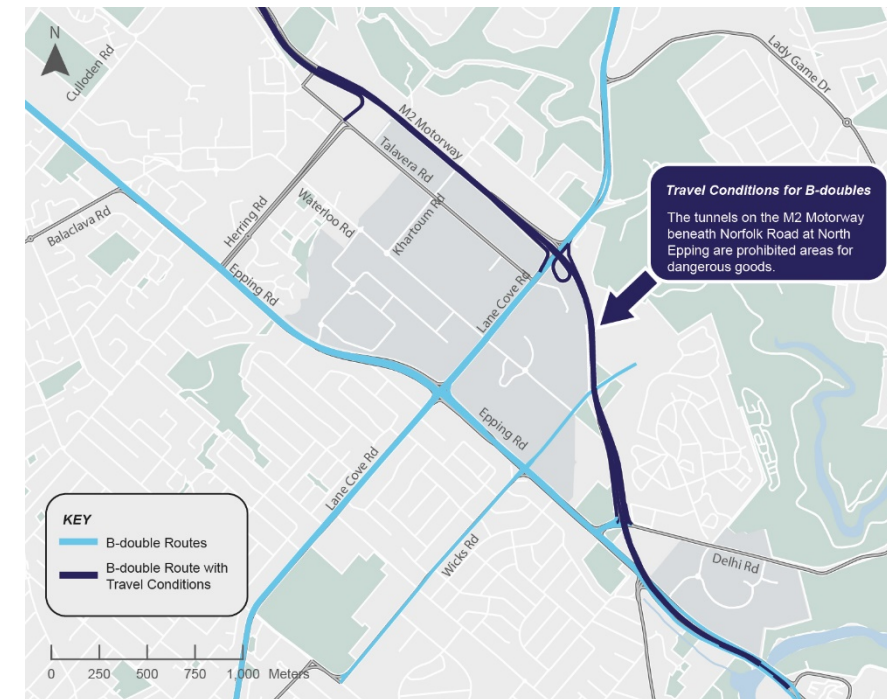 N
Culloden Rd
Lady Game Dr
M2 Motorway
Talavera Rd
Travel Conditions for B-doubles
The tunnels on the M2 Motorway
beneath Norfolk Road at North
Epping are prohibited areas for
dangerous goods.
Herring Rd
Waterloo Rd
Khartoum Rd
Balaclava Rd
Epping Rd
Lane Cove Rd
Epping Rd
Lane Cove Rd
Wicks Rd
Delhi Rd
KEY
B-double Routes
B-double Route with
Travel Conditions
0 250 500 750 1,000 Meters